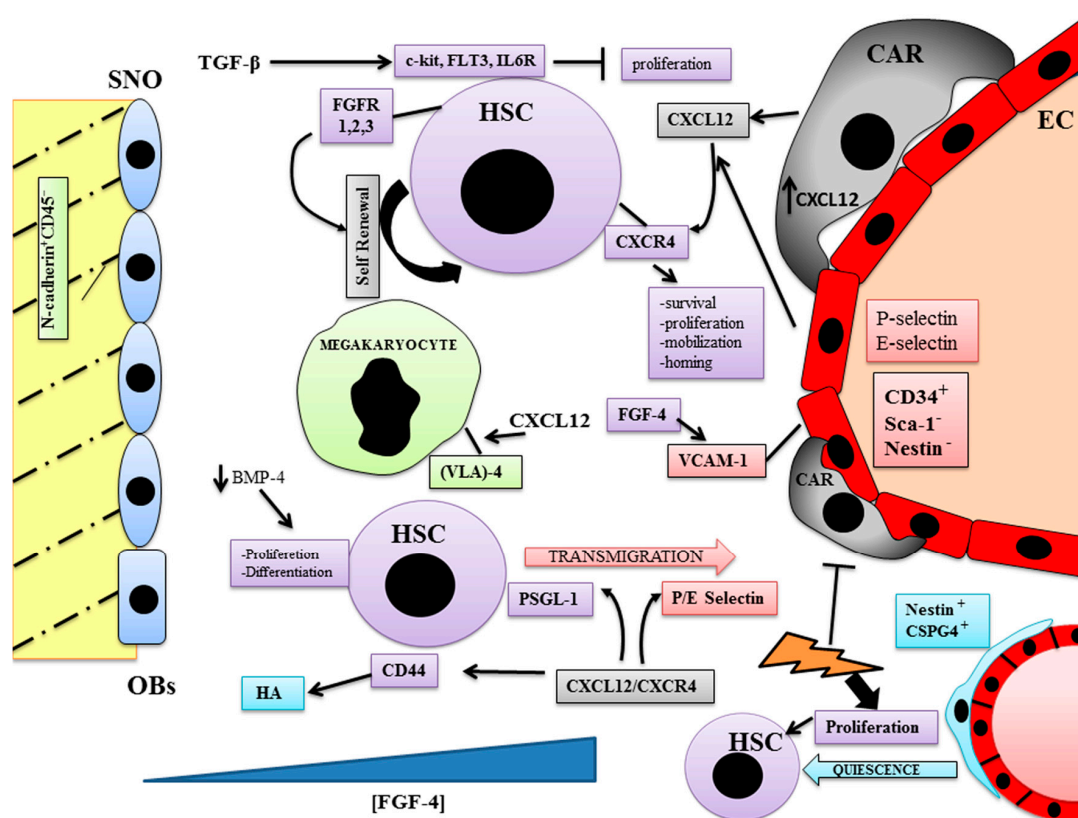 TGF-β
c-kit, FLT3, IL6R
proliferation
CAR
SNO
FGFR
1,2,3
HSC
CXCL12
EC
N-cadherin⁺CD45⁻
Self Renewal
CXCR4
↑CXCL12
-survival
-proliferation
-mobilization
-homing
P-selectin
E-selectin
MEGAKARYOCYTE
CD34⁺
Sca-1⁻
Nestin⁻
CXCL12
FGF-4
(VLA)-4
VCAM-1
CAR
↓BMP-4
HSC
-Proliferetion
-Differentiation
TRANSMIGRATION
PSGL-1
P/E Selectin
Nestin⁺
CSPG4⁺
OBs
CD44
HA
CXCL12/CXCR4
HSC
Proliferation
QUIESCENCE
[FGF-4]